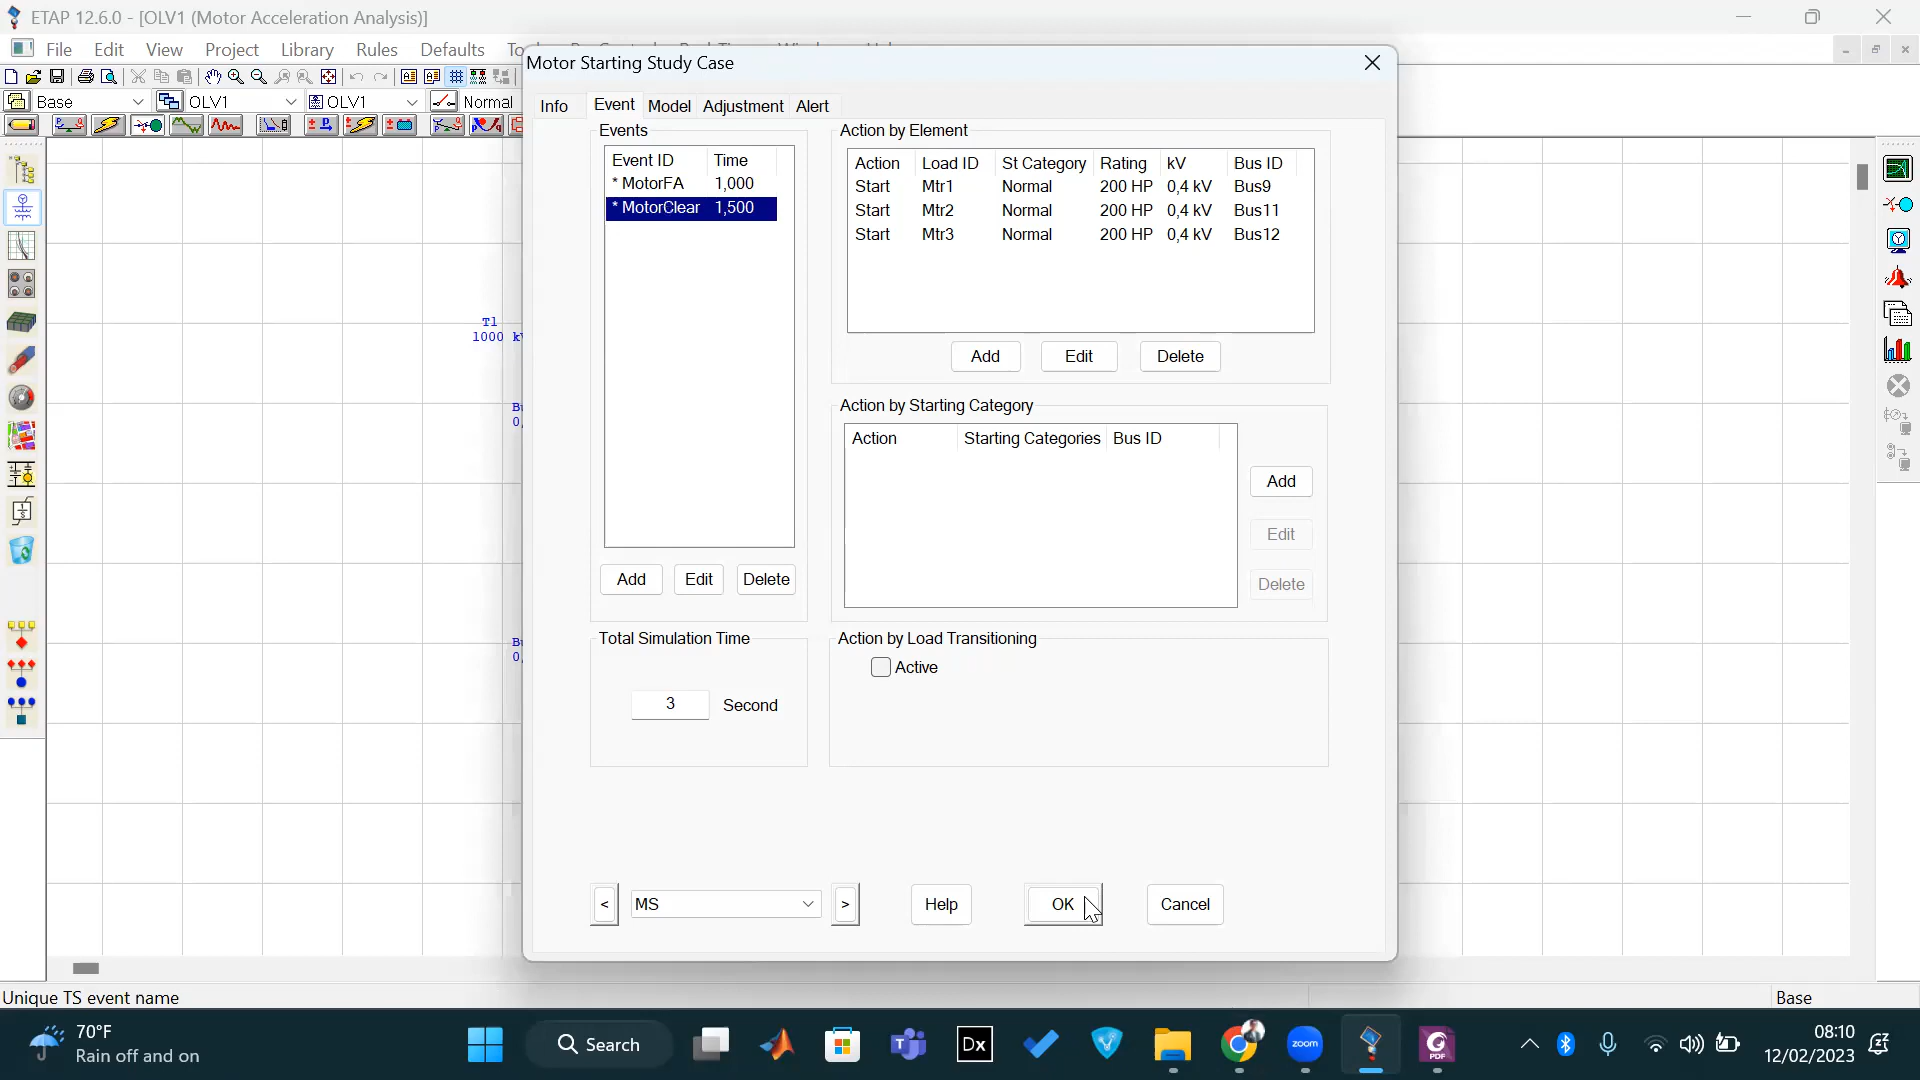 ETAP 12.6.0 - [OLV1 (Motor Acceleration Analysis)]
File Edit View Project Library Rules Defaults
Base OLV1 OLV1 Normal
Motor Starting Study Case
Info Event Model Adjustment Alert
Events
Event ID Time
* MotorFA 1,000
* MotorClear 1,500
Add Edit Delete
Total Simulation Time
3 Second
Action by Element
Action Load ID St Category Rating kV Bus ID
Start Mtr1 Normal 200 HP 0,4 kV Bus9
Start Mtr2 Normal 200 HP 0,4 kV Bus11
Start Mtr3 Normal 200 HP 0,4 kV Bus12
Add Edit Delete
Action by Starting Category
Action Starting Categories Bus ID
Add
Edit
Delete
Action by Load Transitioning
Active
< MS > Help OK Cancel
T1
1000
Unique TS event name
Base
70°F
Rain off and on
Search
Dx
zoom
PDF
08:10
12/02/2023